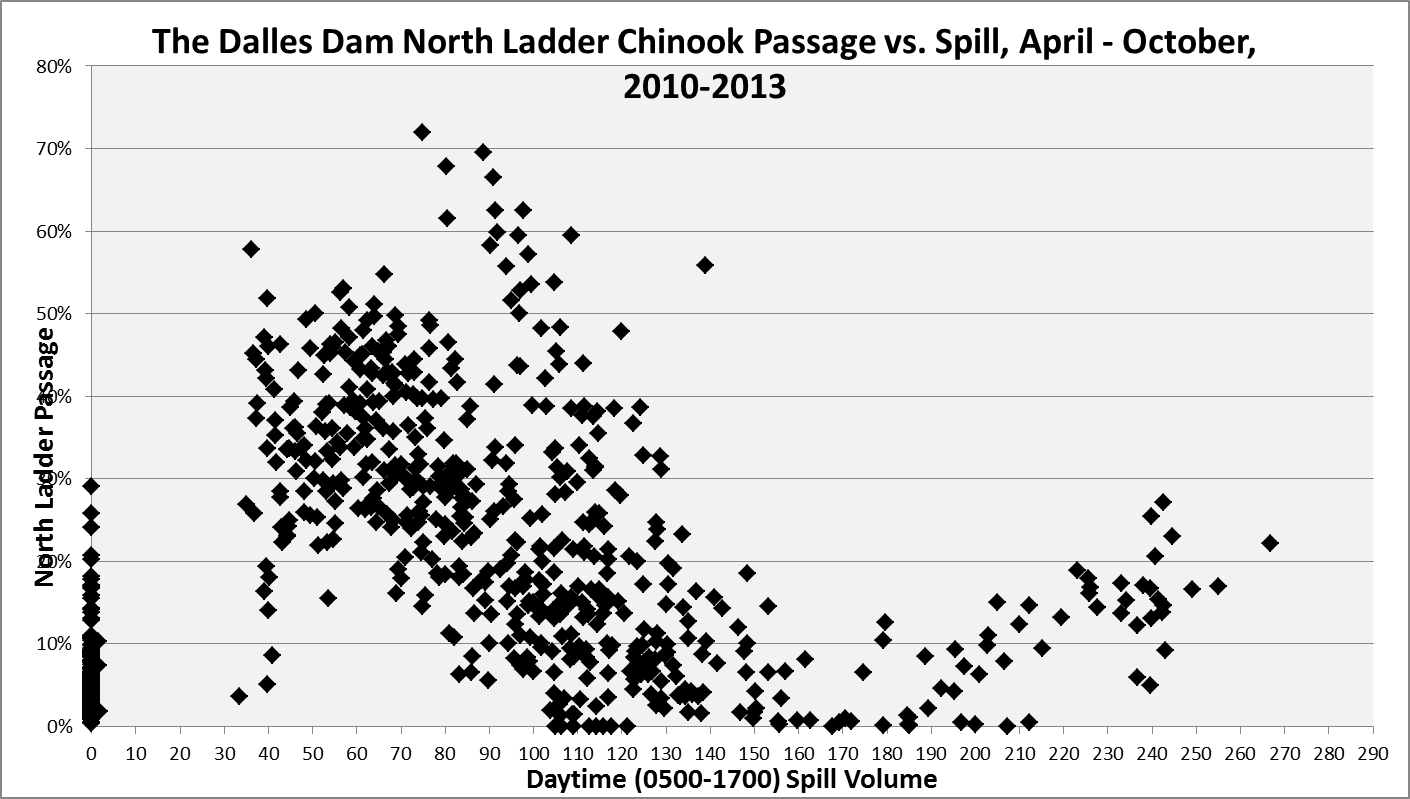 The Dalles Dam North Ladder Chinook Passage vs. Spill, April - October,
2010-2013
80%
70%
60%
50%
40%
30%
20%
10%
0%
North Ladder Passage
0 10 20 30 40 50 60 70 80 90 100 110 120 130 140 150 160 170 180 190 200 210 220 230 240 250 260 270 280 290
Daytime (0500-1700) Spill Volume